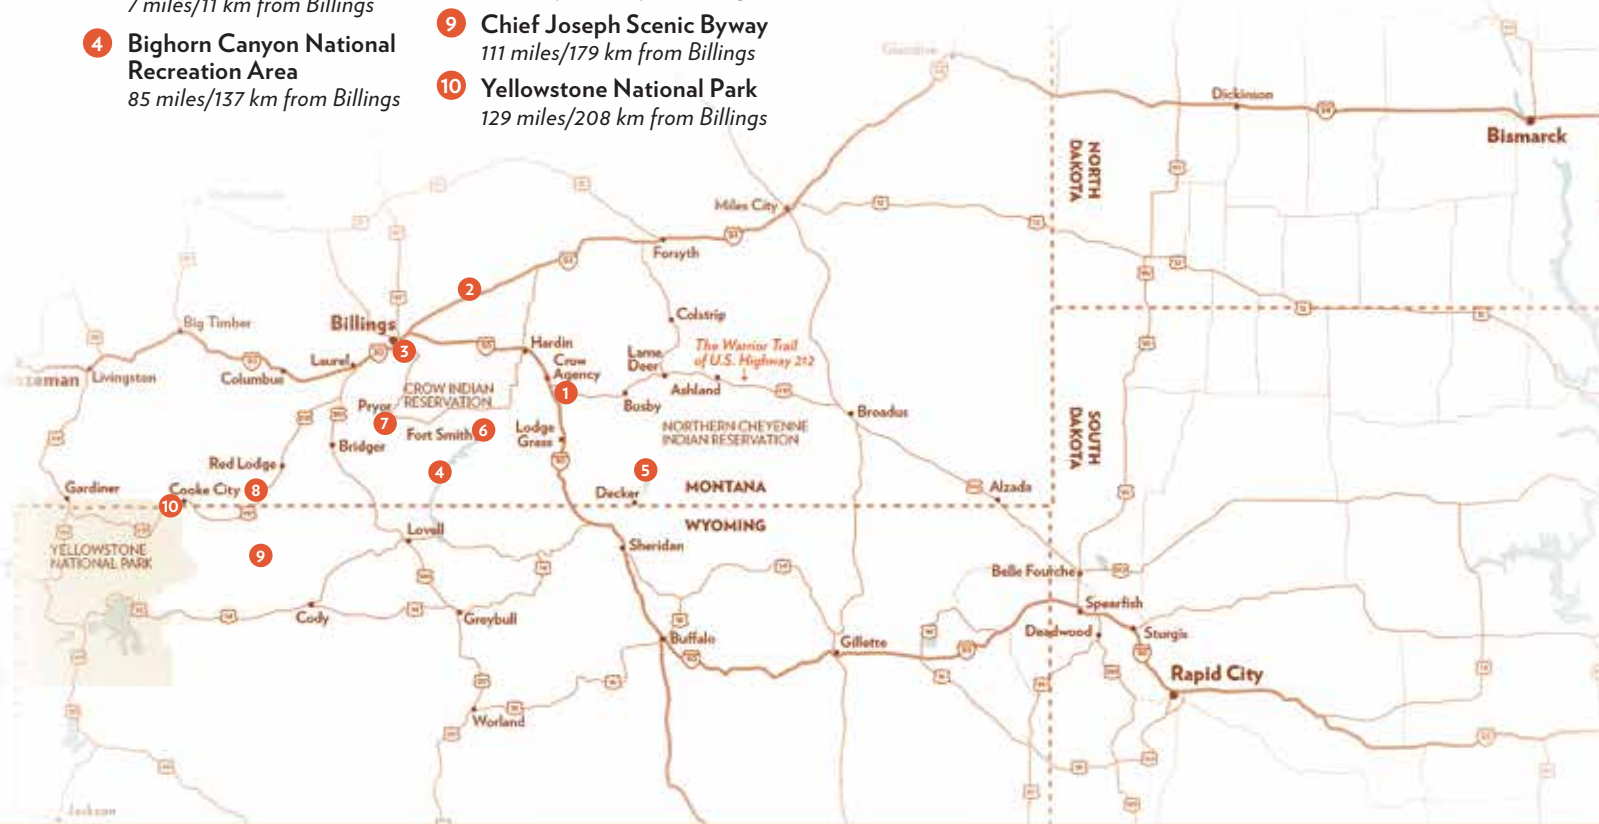 7 miles/11 km from Billings
4 Bighorn Canyon National
Recreation Area
85 miles/137 km from Billings
9 Chief Joseph Scenic Byway
111 miles/179 km from Billings
10 Yellowstone National Park
129 miles/208 km from Billings
Glendive
Dickinson
94
Bismarck
NORTH
DAKOTA
Miles City
12
94
Forsyth
2
Billings
Big Timber
Laurel
3
Columbus
Livingston
Hardin
Crow
Agency
1
Colstrip
Lame
Deer
The Warrior Trail
of U.S. Highway 212
Ashland
Busby
Broadus
CROW INDIAN
RESERVATION
Pryor
7
Fort Smith
6
Lodge
Grass
NORTHERN CHEYENNE
INDIAN RESERVATION
SOUTH
DAKOTA
Bridger
Red Lodge
4
5
Gardiner
Cooke City
8
10
Decker
MONTANA
Alzada
WYOMING
YELLOWSTONE
NATIONAL PARK
9
Lovell
Sheridan
Belle Fourche
Cody
Greybull
Spearfish
Deadwood
Sturgis
Buffalo
Gillette
90
Rapid City
Worland
Jackson